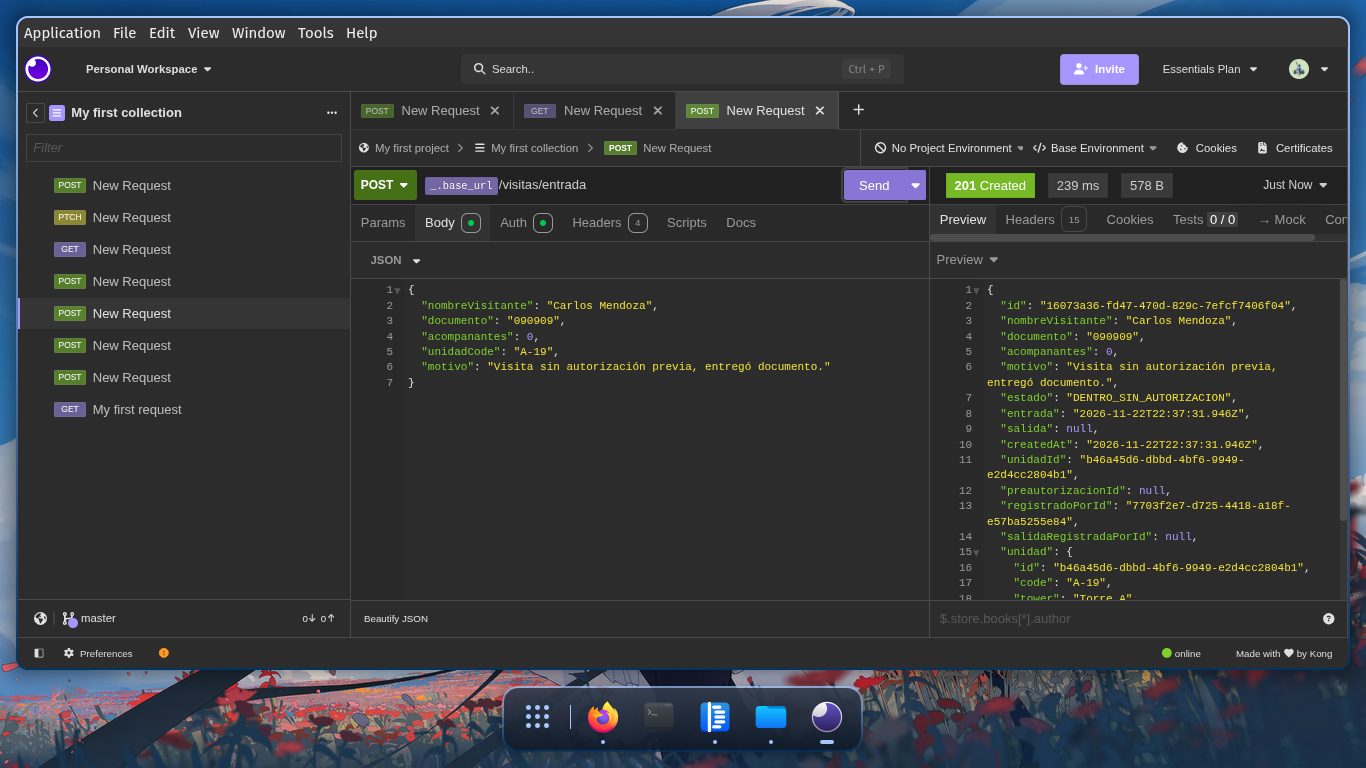 Application File Edit View Window Tools Help
Personal Workspace
Search..
Ctrl + P
Invite
Essentials Plan
My first collection
Filter
POST New Request
PTCH New Request
GET New Request
POST New Request
POST New Request
POST New Request
POST New Request
GET My first request
master
0 0
POST New Request
GET New Request
POST New Request
My first project
My first collection
POST New Request
No Project Environment
Base Environment
Cookies
Certificates
POST
_.base_url/visitas/entrada
Send
201 Created
239 ms
578 B
Just Now
Params Body Auth Headers 4 Scripts Docs
JSON
1 {
2 "nombreVisitante": "Carlos Mendoza",
3 "documento": "090909",
4 "acompanantes": 0,
5 "unidadCode": "A-19",
6 "motivo": "Visita sin autorización previa, entregó documento."
7 }
Beautify JSON
Preview Headers 15 Cookies Tests 0 / 0 → Mock Con
Preview
1 {
2 "id": "16073a36-fd47-470d-829c-7efcf7406f04",
3 "nombreVisitante": "Carlos Mendoza",
4 "documento": "090909",
5 "acompanantes": 0,
6 "motivo": "Visita sin autorización previa,
entregó documento.",
7 "estado": "DENTRO_SIN_AUTORIZACION",
8 "entrada": "2026-11-22T22:37:31.946Z",
9 "salida": null,
10 "createdAt": "2026-11-22T22:37:31.946Z",
11 "unidadId": "b46a45d6-dbbd-4bf6-9949-
e2d4cc2804b1",
12 "preautorizacionId": null,
13 "registradoPorId": "7703f2e7-d725-4418-a18f-
e57ba5255e84",
14 "salidaRegistradaPorId": null,
15 "unidad": {
16 "id": "b46a45d6-dbbd-4bf6-9949-e2d4cc2804b1",
17 "code": "A-19",
18 "tower": "Torre A"
$.store.books[*].author
Preferences
online
Made with ♥ by Kong